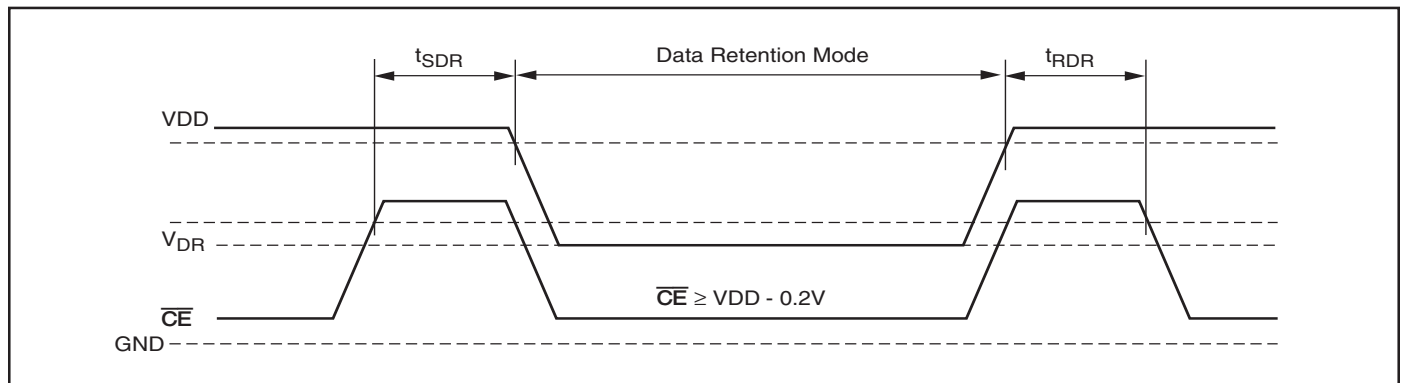 tSDR Data Retention Mode tRDR
VDD
VDR
CE ≥ VDD - 0.2V
CE
GND